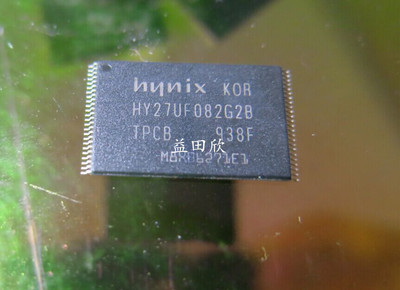 hynix KOR
HY27UF082G2B
TPCB 938F
益田欣